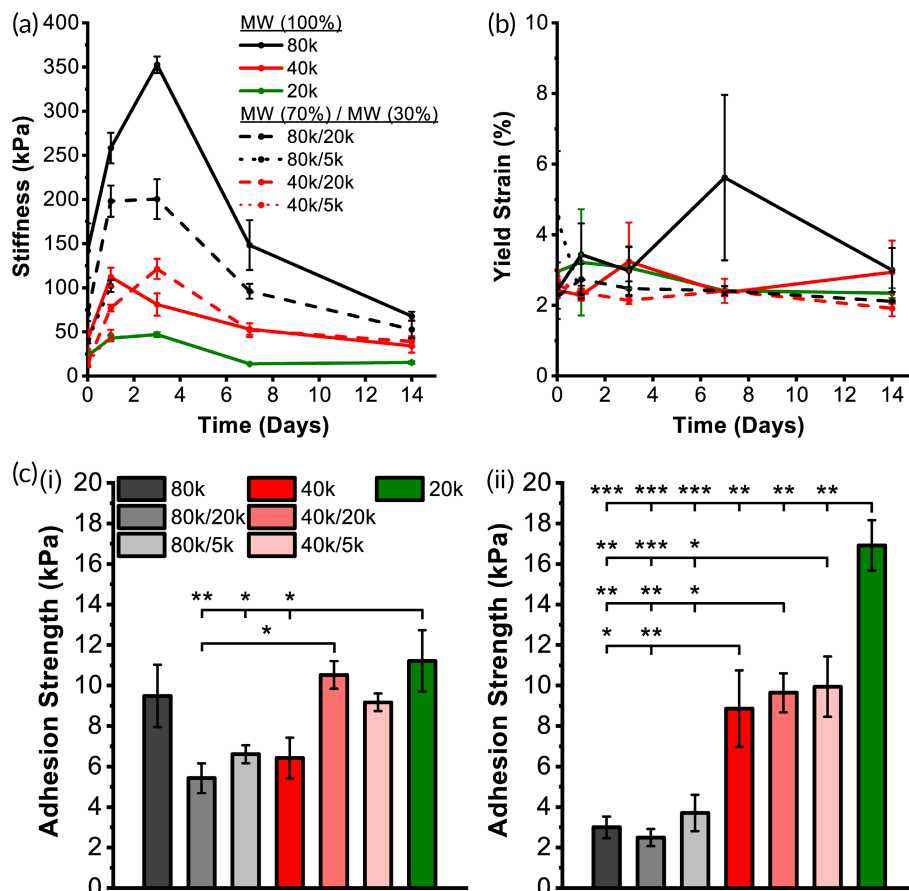 (a)
400
350
300
250
200
150
100
50
0
Stiffness (kPa)
0 2 4 6 8 10 12 14
Time (Days)
MW (100%)
80k
40k
20k
MW (70%) / MW (30%)
80k/20k
80k/5k
40k/20k
40k/5k
(b)
10
8
6
4
2
0
Yield Strain (%)
0 2 4 6 8 10 12 14
Time (Days)
(c) (i)
20
18
16
14
12
10
8
6
4
2
0
Adhesion Strength (kPa)
80k 40k 20k
80k/20k 40k/20k
80k/5k 40k/5k
** * *
*
(ii)
20
18
16
14
12
10
8
6
4
2
0
Adhesion Strength (kPa)
*** *** *** ** ** **
** *** *
** ** *
* **